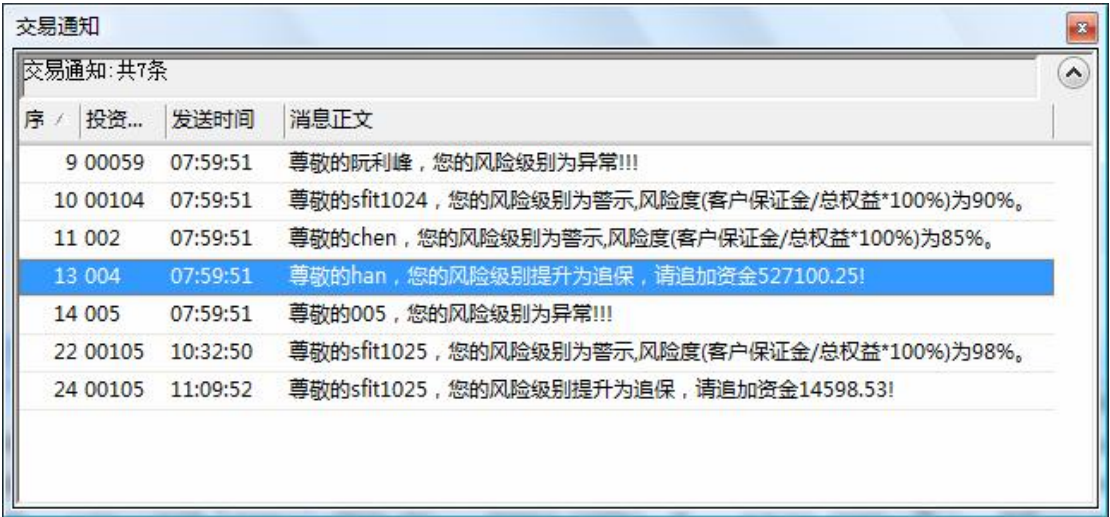 交易通知
交易通知:共7条
序 投资... 发送时间 消息正文
9 00059 07:59:51 尊敬的阮利峰，您的风险级别为异常!!!
10 00104 07:59:51 尊敬的sfit1024，您的风险级别为警示,风险度(客户保证金/总权益*100%)为90%。
11 002 07:59:51 尊敬的chen，您的风险级别为警示,风险度(客户保证金/总权益*100%)为85%。
13 004 07:59:51 尊敬的han，您的风险级别提升为追保，请追加资金527100.25!
14 005 07:59:51 尊敬的005，您的风险级别为异常!!!
22 00105 10:32:50 尊敬的sfit1025，您的风险级别为警示,风险度(客户保证金/总权益*100%)为98%。
24 00105 11:09:52 尊敬的sfit1025，您的风险级别提升为追保，请追加资金14598.53!